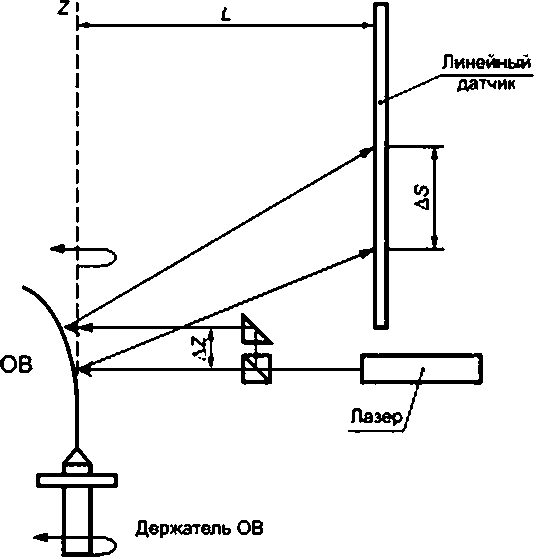 Z
L
Линейный
датчик
ΔS
ΔZ
ОВ
Лазер
Держатель ОВ